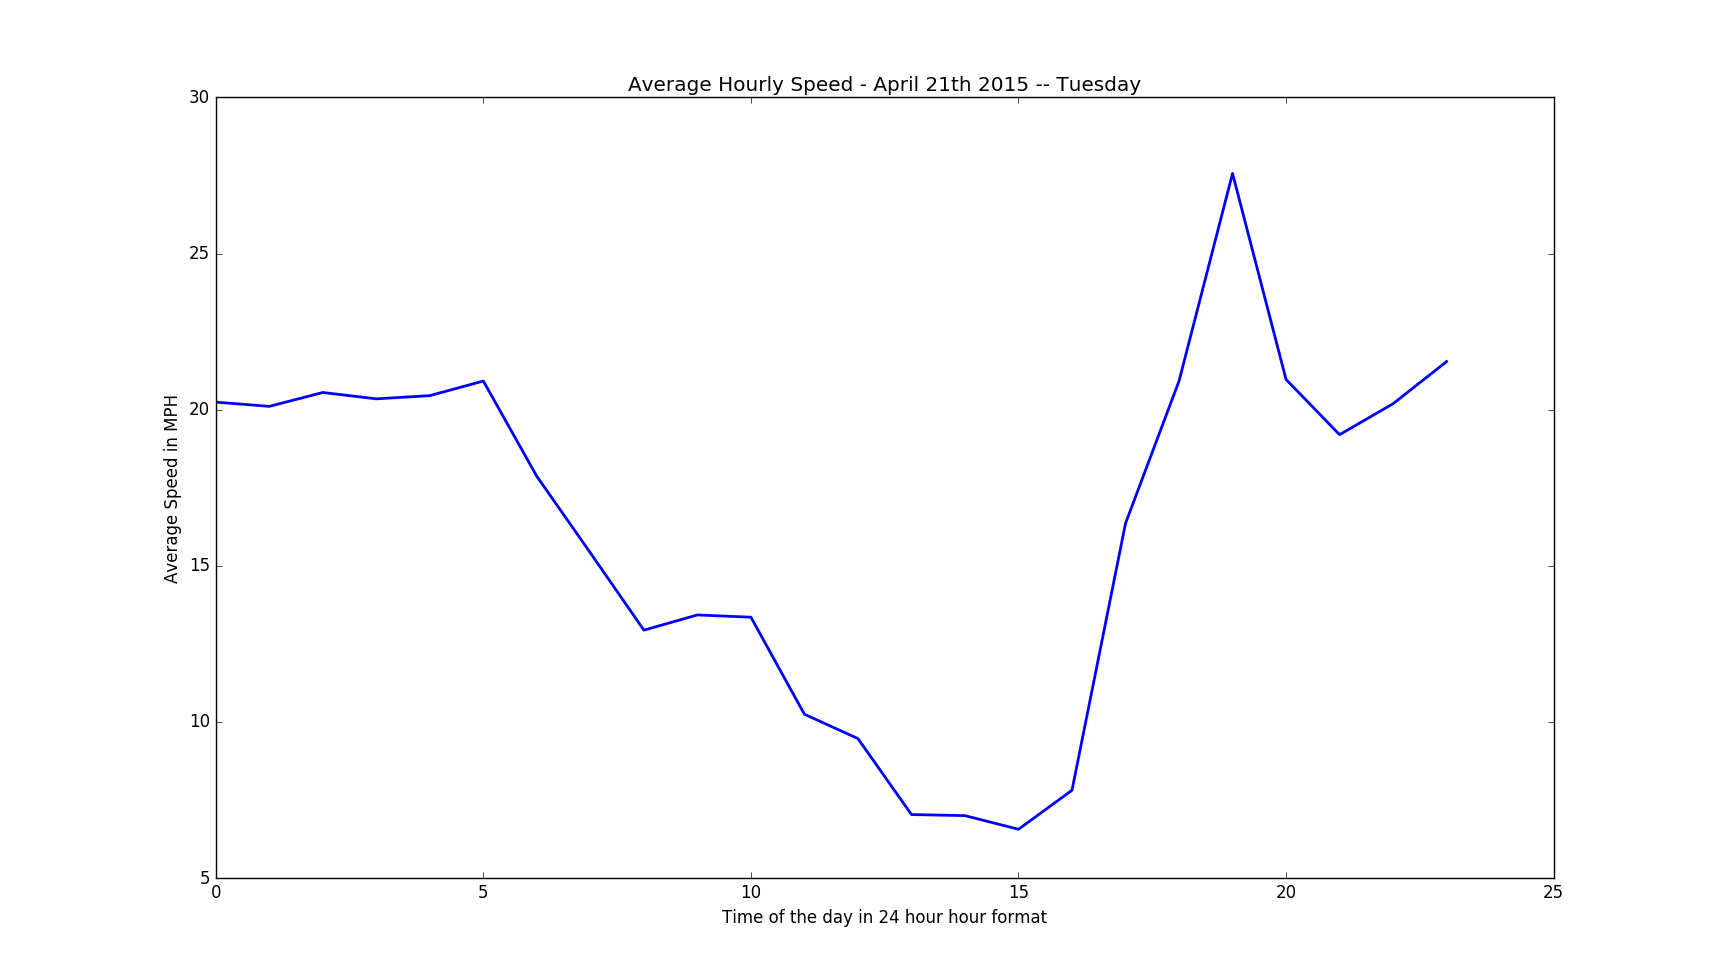 Average Hourly Speed - April 21th 2015 -- Tuesday
30
25
20
15
10
5
Average Speed in MPH
0 5 10 15 20 25
Time of the day in 24 hour hour format